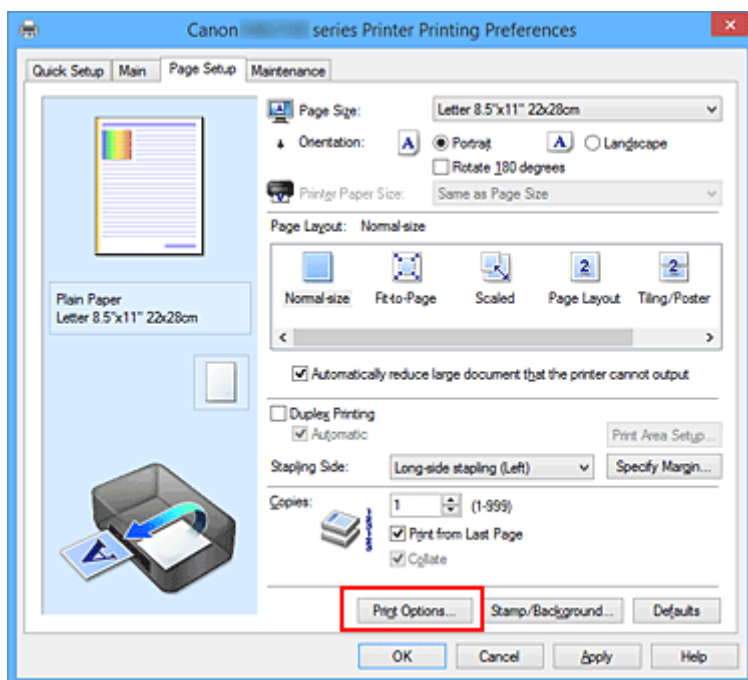 Canon series Printer Printing Preferences
Quick Setup Main Page Setup Maintenance
Page Size: Letter 8.5"x11" 22x28cm
Orientation: A Portrait A Landscape
Rotate 180 degrees
Printer Paper Size: Same as Page Size
Page Layout: Normal-size
2 2
Normal-size Fit-to-Page Scaled Page Layout Tiling/Poster
Plain Paper
Letter 8.5"x11" 22x28cm
Automatically reduce large document that the printer cannot output
Duplex Printing
Automatic Print Area Setup...
Stapling Side: Long-side stapling (Left) Specify Margin...
Copies: 1 (1-999)
Print from Last Page
Collate
A
Print Options... Stamp/Background... Defaults
OK Cancel Apply Help